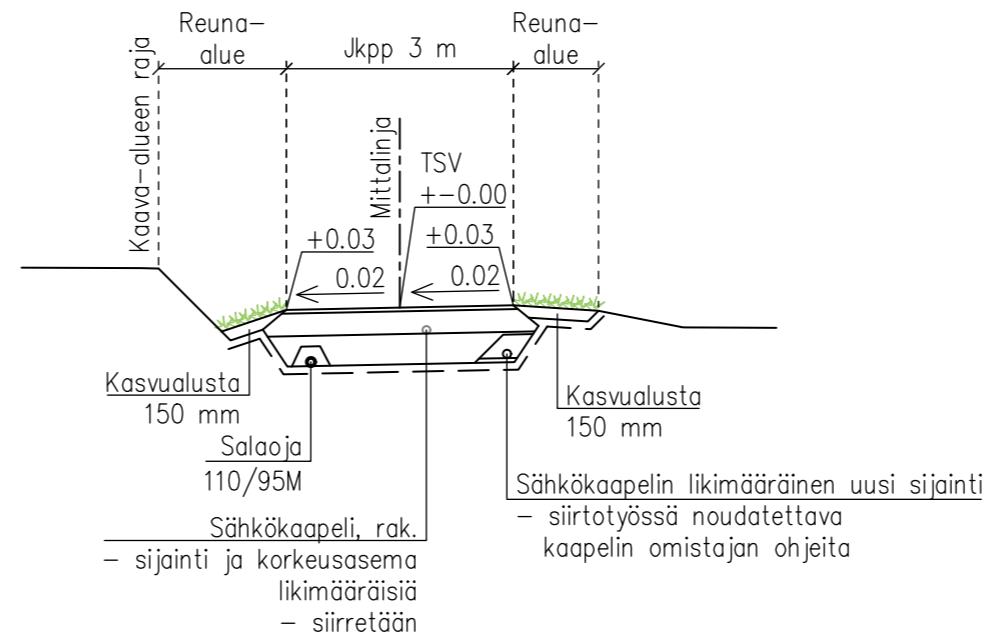 Reuna-
alue
Jkpp 3 m
Reuna-
alue
Kaava-alueen raja
Mittalinja
TSV
+-0.00
+0.03
+0.03
0.02
0.02
Kasvualusta
150 mm
Kasvualusta
150 mm
Salaoja
110/95M
Sähkökaapelin likimääräinen uusi sijainti
- siirtotyössä noudatettava
kaapelin omistajan ohjeita
Sähkökaapeli, rak.
- sijainti ja korkeusasema
likimääräisiä
- siirretään